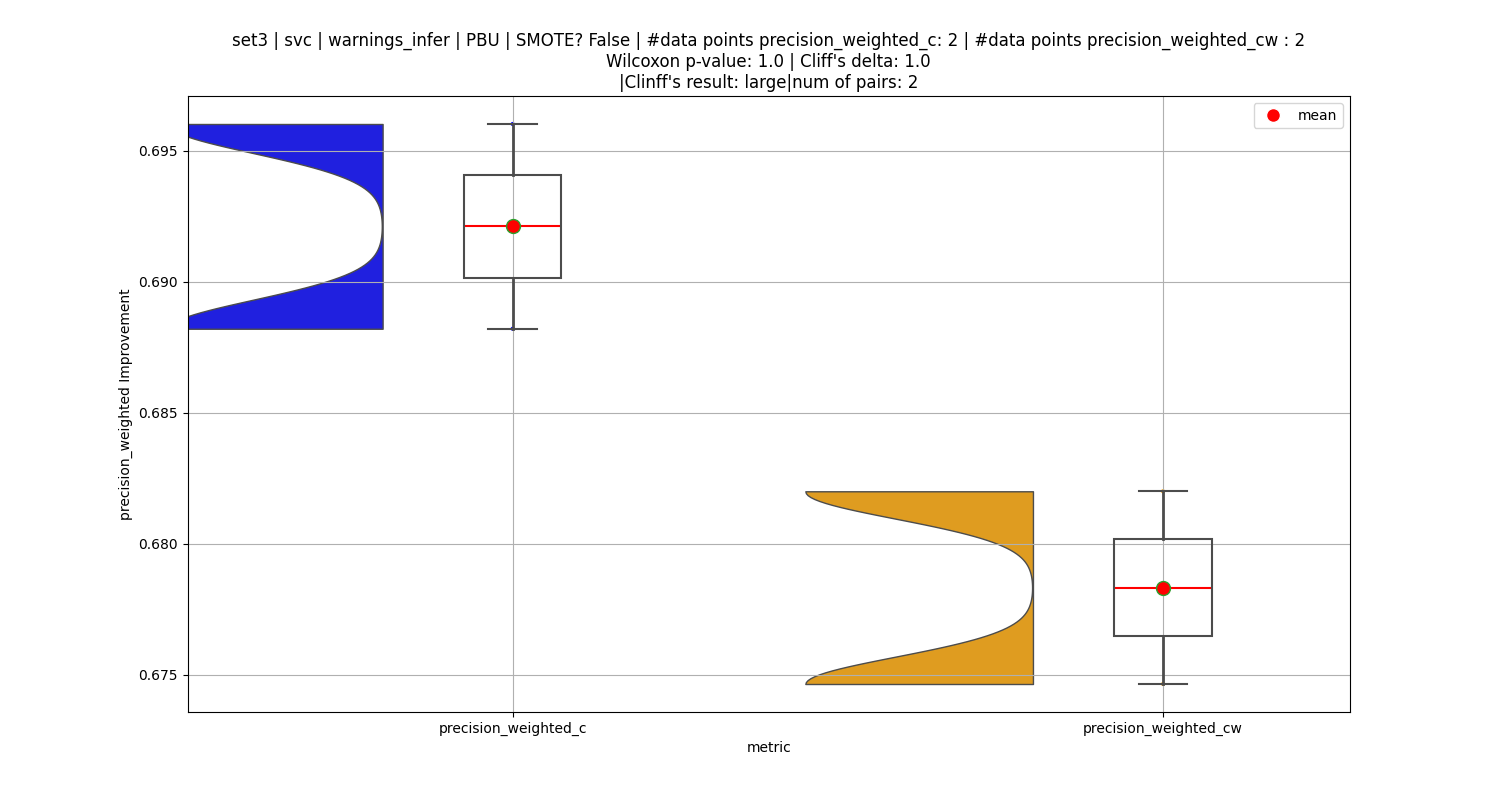 set3 | svc | warnings_infer | PBU | SMOTE? False | #data points precision_weighted_c: 2 | #data points precision_weighted_cw : 2
Wilcoxon p-value: 1.0 | Cliff's delta: 1.0
|Clinff's result: large|num of pairs: 2
mean
0.695
0.690
0.685
0.680
0.675
precision_weighted Improvement
precision_weighted_c
precision_weighted_cw
metric